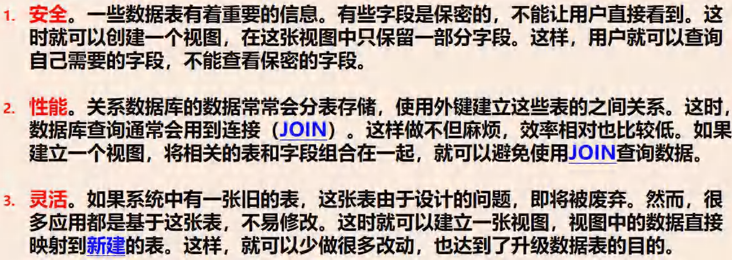 1. 安全。一些数据表有着重要的信息。有些字段是保密的，不能让用户直接看到。这
时就可以创建一个视图，在这张视图中只保留一部分字段。这样，用户就可以查询
自己需要的字段，不能查看保密的字段。
2. 性能。关系数据库的数据常常会分表存储，使用外键建立这些表的之间关系。这时，
数据库查询通常会用到连接（JOIN）。这样做不但麻烦，效率相对也比较低。如果
建立一个视图，将相关的表和字段组合在一起，就可以避免使用JOIN查询数据。
3. 灵活。如果系统中有一张旧的表，这张表由于设计的问题，即将被废弃。然而，很
多应用都是基于这张表，不易修改。这时就可以建立一张视图，视图中的数据直接
映射到新建的表。这样，就可以少做很多改动，也达到了升级数据表的目的。